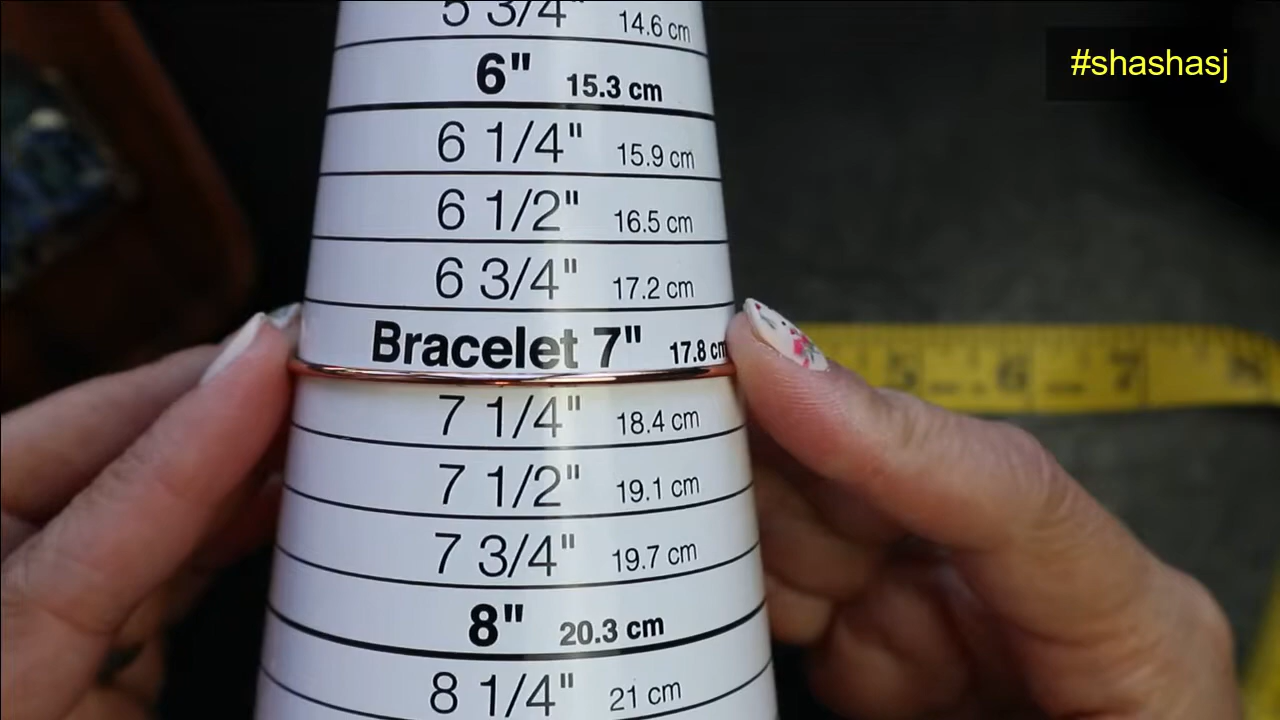 #shashasj
5 3/4" 14.6 cm
6" 15.3 cm
6 1/4" 15.9 cm
6 1/2" 16.5 cm
6 3/4" 17.2 cm
Bracelet 7" 17.8 cm
5 6 7 8
7 1/4" 18.4 cm
7 1/2" 19.1 cm
7 3/4" 19.7 cm
8" 20.3 cm
8 1/4" 21 cm